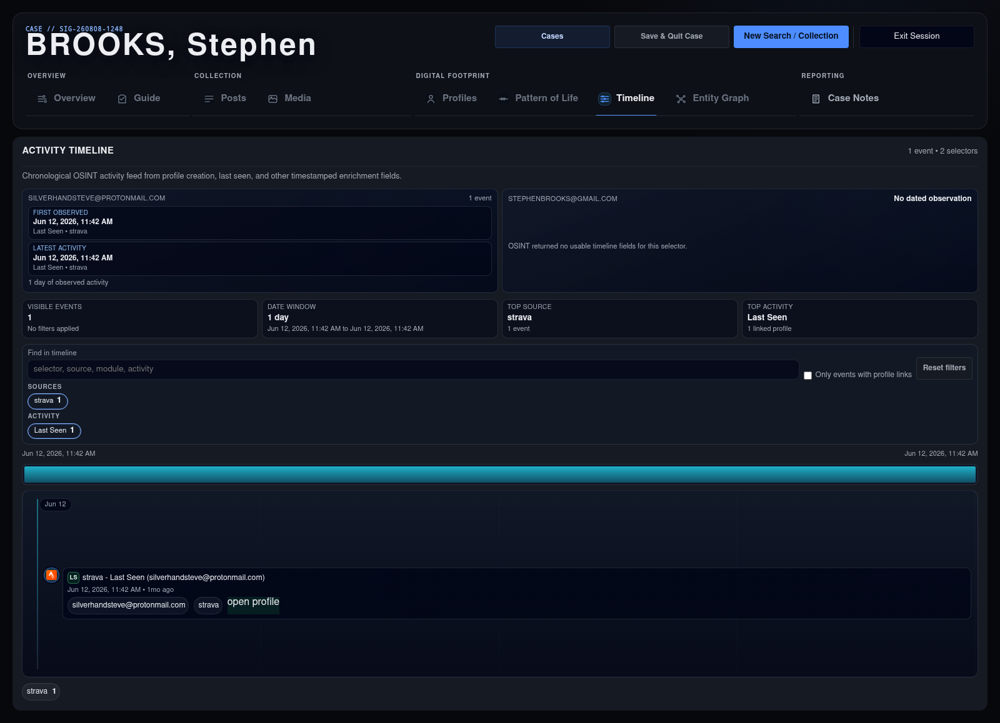 CASE // SIG-260808-1248
BROOKS, Stephen
Cases
Save & Quit Case
New Search / Collection
Exit Session
OVERVIEW
COLLECTION
DIGITAL FOOTPRINT
REPORTING
Overview
Guide
Posts
Media
Profiles
Pattern of Life
Timeline
Entity Graph
Case Notes
ACTIVITY TIMELINE
1 event • 2 selectors
Chronological OSINT activity feed from profile creation, last seen, and other timestamped enrichment fields.
SILVERHANDSTEVE@PROTONMAIL.COM
1 event
FIRST OBSERVED
Jun 12, 2026, 11:42 AM
Last Seen • strava
LATEST ACTIVITY
Jun 12, 2026, 11:42 AM
Last Seen • strava
1 day of observed activity
STEPHENBROOKS@GMAIL.COM
No dated observation
OSINT returned no usable timeline fields for this selector.
VISIBLE EVENTS
1
No filters applied
DATE WINDOW
1 day
Jun 12, 2026, 11:42 AM to Jun 12, 2026, 11:42 AM
TOP SOURCE
strava
1 event
TOP ACTIVITY
Last Seen
1 linked profile
Find in timeline
selector, source, module, activity
Only events with profile links
Reset filters
SOURCES
strava 1
ACTIVITY
Last Seen 1
Jun 12, 2026, 11:42 AM
Jun 12, 2026, 11:42 AM
Jun 12
LS strava - Last Seen (silverhandsteve@protonmail.com)
Jun 12, 2026, 11:42 AM • 1mo ago
silverhandsteve@protonmail.com
strava
open profile
strava 1